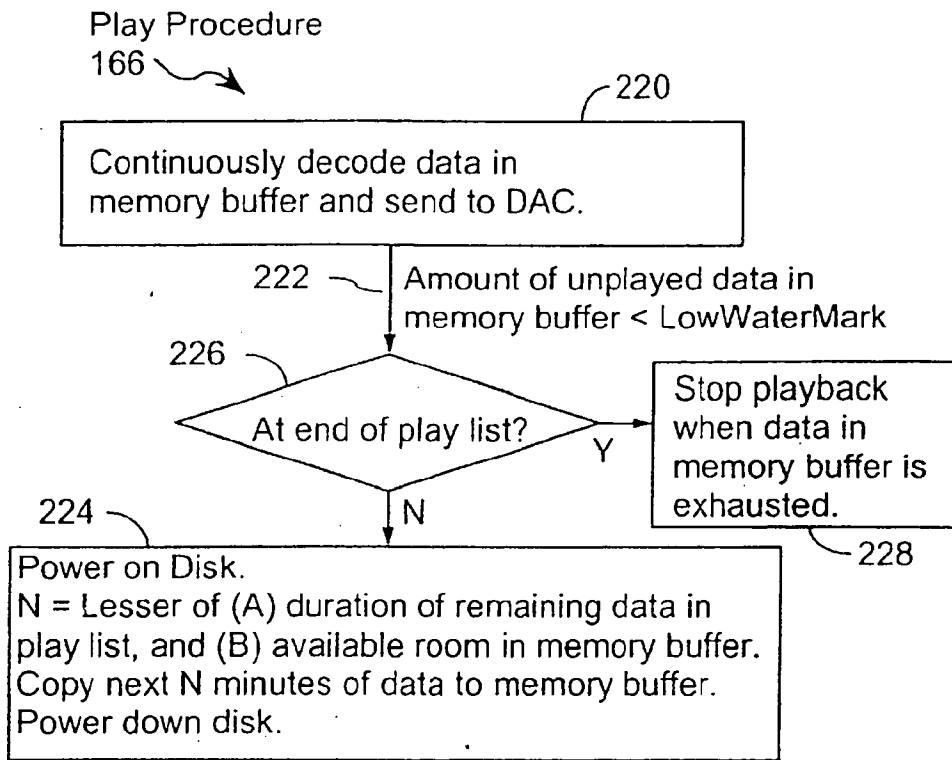 Play Procedure
166
220
Continuously decode data in
memory buffer and send to DAC.
222
Amount of unplayed data in
memory buffer < LowWaterMark
226
At end of play list?
Y
Stop playback
when data in
memory buffer is
exhausted.
228
N
224
Power on Disk.
N = Lesser of (A) duration of remaining data in
play list, and (B) available room in memory buffer.
Copy next N minutes of data to memory buffer.
Power down disk.